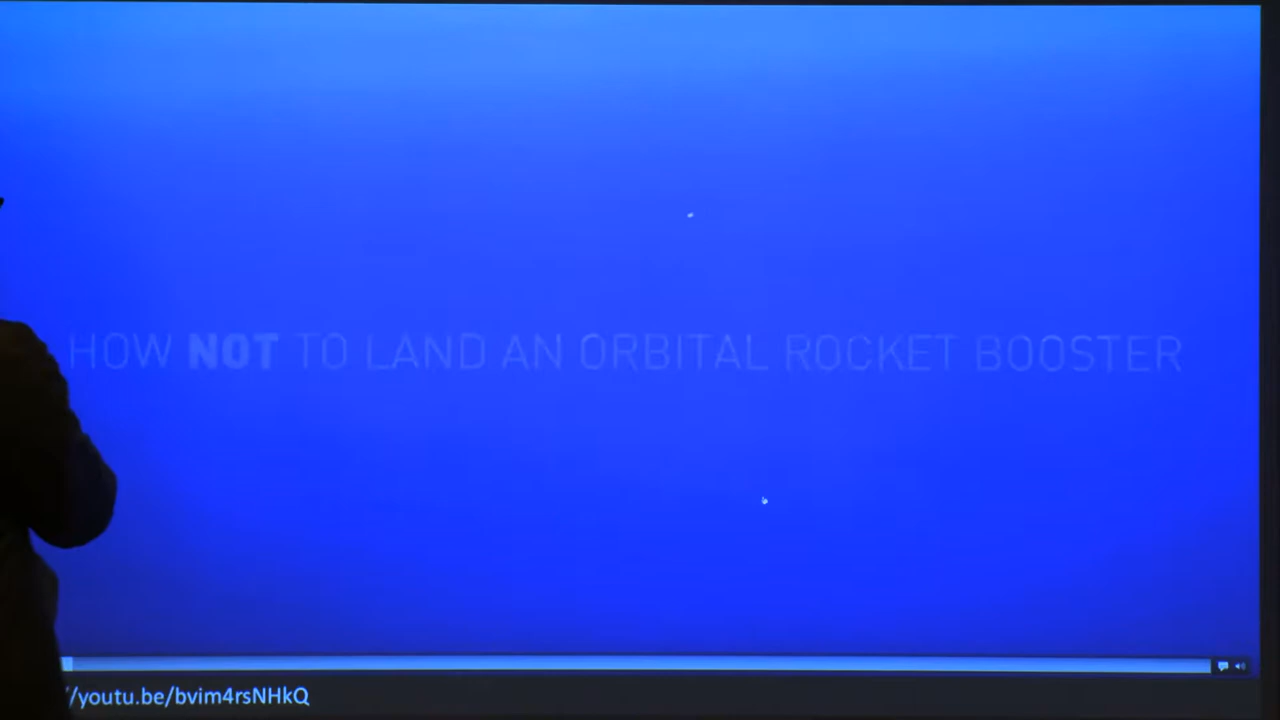 HOW NOT TO LAND AN ORBITAL ROCKET BOOSTER
//youtu.be/bvim4rsNHkQ